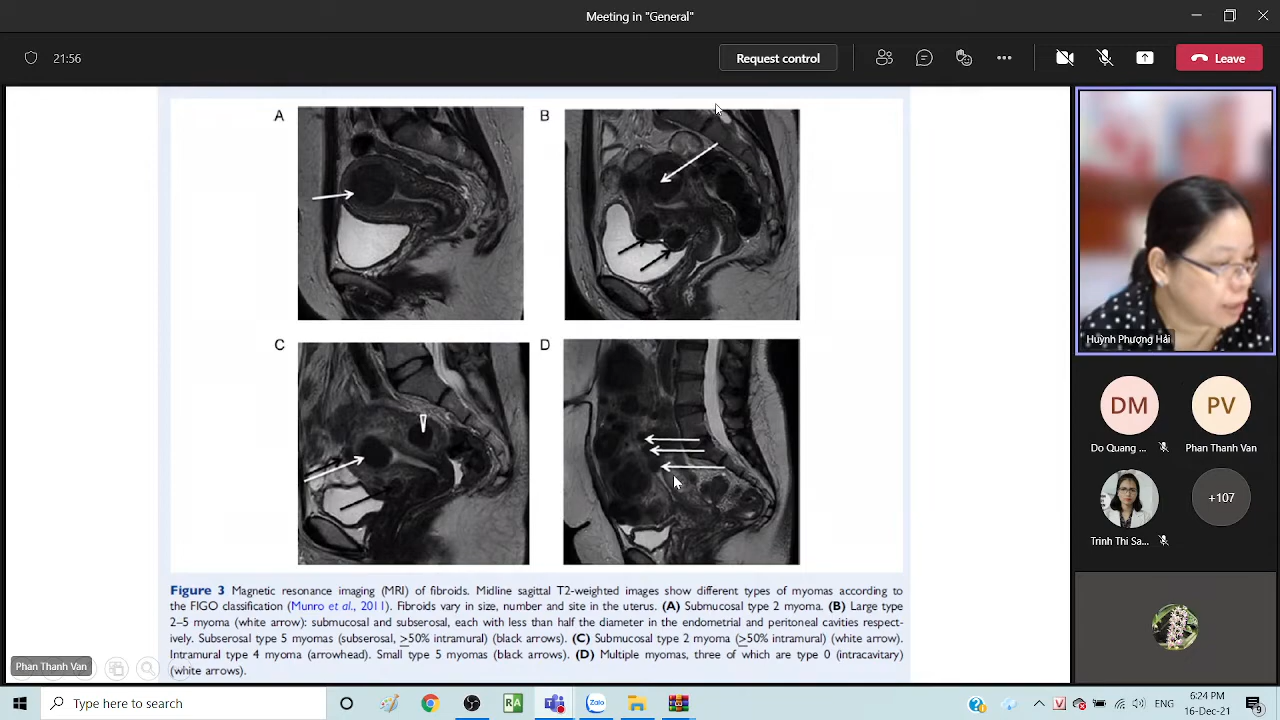 Meeting in "General"
21:56
Request control
Leave
A
B
C
D
Huỳnh Phượng Hải
DM
PV
Do Quang ...
Phan Thanh Van
+107
Trinh Thi Sa...
Figure 3 Magnetic resonance imaging (MRI) of fibroids. Midline sagittal T2-weighted images show different types of myomas according to
the FIGO classification (Munro et al., 2011). Fibroids vary in size, number and site in the uterus. (A) Submucosal type 2 myoma. (B) Large type
2–5 myoma (white arrow): submucosal and subserosal, each with less than half the diameter in the endometrial and peritoneal cavities respect-
ively. Subserosal type 5 myomas (subserosal, ≥50% intramural) (black arrows). (C) Submucosal type 2 myoma (≥50% intramural) (white arrow).
Intramural type 4 myoma (arrowhead). Small type 5 myomas (black arrows). (D) Multiple myomas, three of which are type 0 (intracavitary)
(white arrows).
Phan Thanh Van
Type here to search
RA
Zalo
V
ENG
6:24 PM
16-Dec-21
9